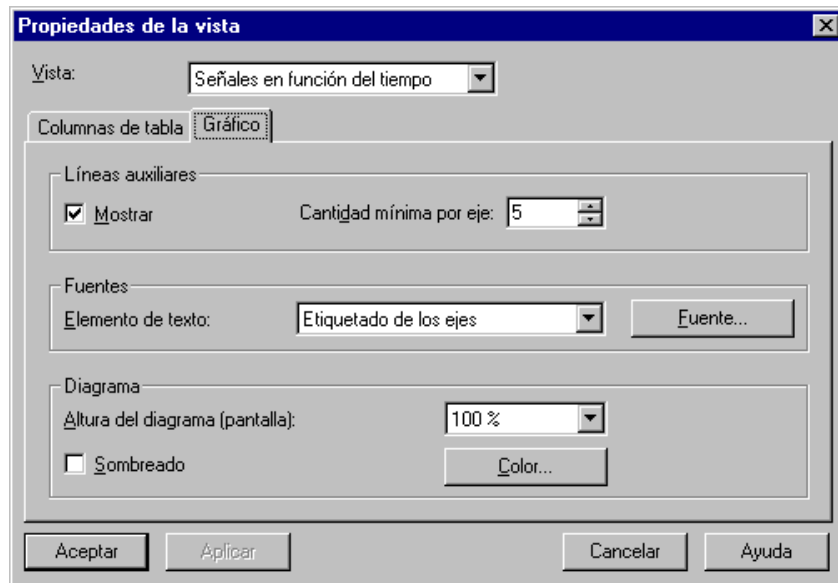 Propiedades de la vista
Vista: Señales en función del tiempo
Columnas de tabla Gráfico
Líneas auxiliares
Mostrar Cantidad mínima por eje: 5
Fuentes
Elemento de texto: Etiquetado de los ejes Fuente...
Diagrama
Altura del diagrama (pantalla): 100 %
Sombreado Color...
Aceptar Aplicar Cancelar Ayuda